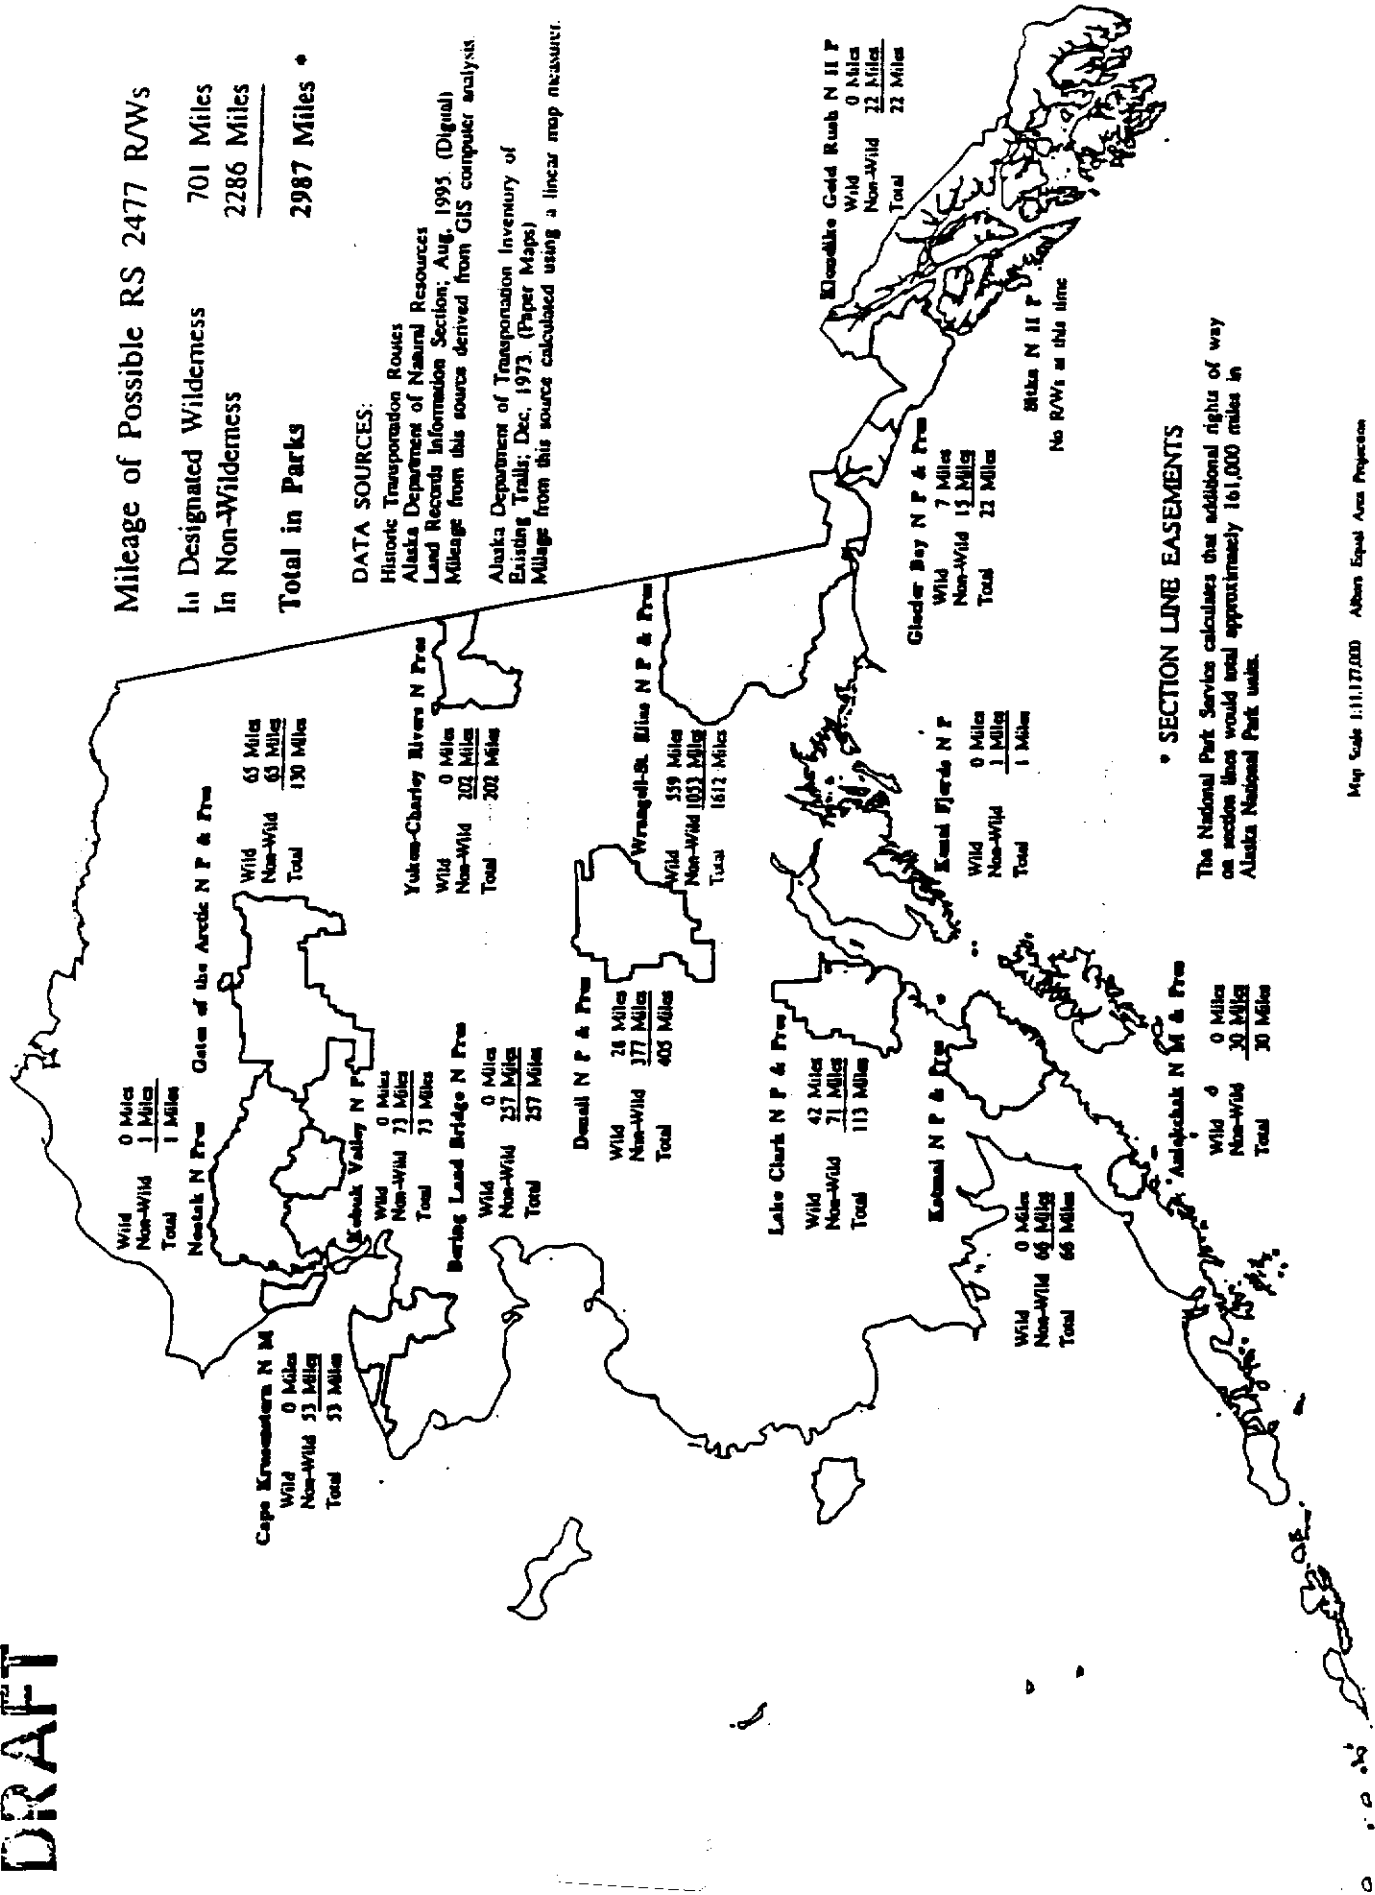 DRAFT
Mileage of Possible RS 2477 R/Ws
In Designated Wilderness 701 Miles
In Non-Wilderness 2286 Miles
Total in Parks 2987 Miles *
DATA SOURCES:
Historic Transportation Routes
Alaska Department of Natural Resources
Land Records Information Section; Aug, 1995. (Digital)
Mileage from this source derived from GIS computer analysis.
Alaska Department of Transportation Inventory of
Existing Trails; Dec, 1973. (Paper Maps)
Milage from this source calculated using a linear map measurer.
Noatak N Pres
Wild 0 Miles
Non-Wild 1 Miles
Total 1 Miles
Gates of the Arctic N P & Pres
Wild 65 Miles
Non-Wild 65 Miles
Total 130 Miles
Cape Krusenstern N M
Wild 0 Miles
Non-Wild 53 Miles
Total 53 Miles
Kobuk Valley N P
Wild 0 Miles
Non-Wild 73 Miles
Total 73 Miles
Yukon-Charley Rivers N Pres
Wild 0 Miles
Non-Wild 202 Miles
Total 202 Miles
Bering Land Bridge N Pres
Wild 0 Miles
Non-Wild 257 Miles
Total 257 Miles
Denali N P & Pres
Wild 28 Miles
Non-Wild 377 Miles
Total 405 Miles
Wrangell-St. Elias N P & Pres
Wild 559 Miles
Non-Wild 1053 Miles
Total 1612 Miles
Lake Clark N P & Pres
Wild 42 Miles
Non-Wild 71 Miles
Total 113 Miles
Klondike Gold Rush N H P
Wild 0 Miles
Non-Wild 22 Miles
Total 22 Miles
Glacier Bay N P & Pres
Wild 7 Miles
Non-Wild 15 Miles
Total 22 Miles
Katmai N P & Pres
Wild 0 Miles
Non-Wild 66 Miles
Total 66 Miles
Kenai Fjords N P
Wild 0 Miles
Non-Wild 1 Miles
Total 1 Miles
Sitka N H P
No R/Ws at this time
Aniakchak N M & Pres
Wild 0 Miles
Non-Wild 30 Miles
Total 30 Miles
* SECTION LINE EASEMENTS
The National Park Service calculates that additional rights of way
on section lines would total approximately 161,000 miles in
Alaska National Park units.
Map Scale 1:11,177,000 Albers Equal Area Projection